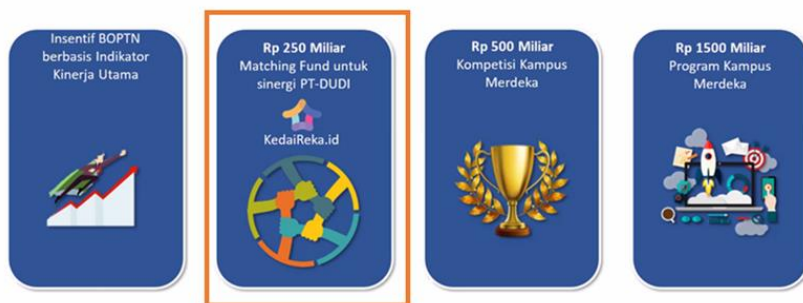 Insentif BOPTN
berbasis Indikator
Kinerja Utama
Rp 250 Miliar
Matching Fund untuk
sinergi PT-DUDI
KedaiReka.id
Rp 500 Miliar
Kompetisi Kampus
Merdeka
Rp 1500 Miliar
Program Kampus
Merdeka